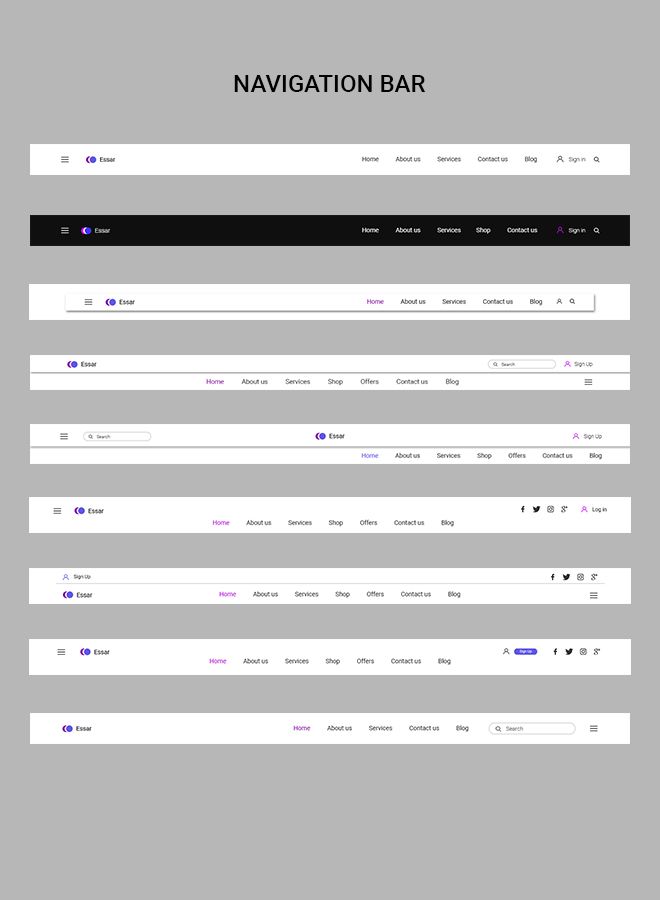 NAVIGATION BAR
Essar Home About us Services Contact us Blog Sign in
Essar Home About us Services Shop Contact us Sign in
Essar Home About us Services Contact us Blog
Essar Search Sign Up
Home About us Services Shop Offers Contact us Blog
Search Essar Sign Up
Home About us Services Shop Offers Contact us Blog
Essar Log in
Home About us Services Shop Offers Contact us Blog
Sign Up
Essar Home About us Services Shop Offers Contact us Blog
Essar Sign Up
Home About us Services Shop Offers Contact us Blog
Essar Home About us Services Contact us Blog Search